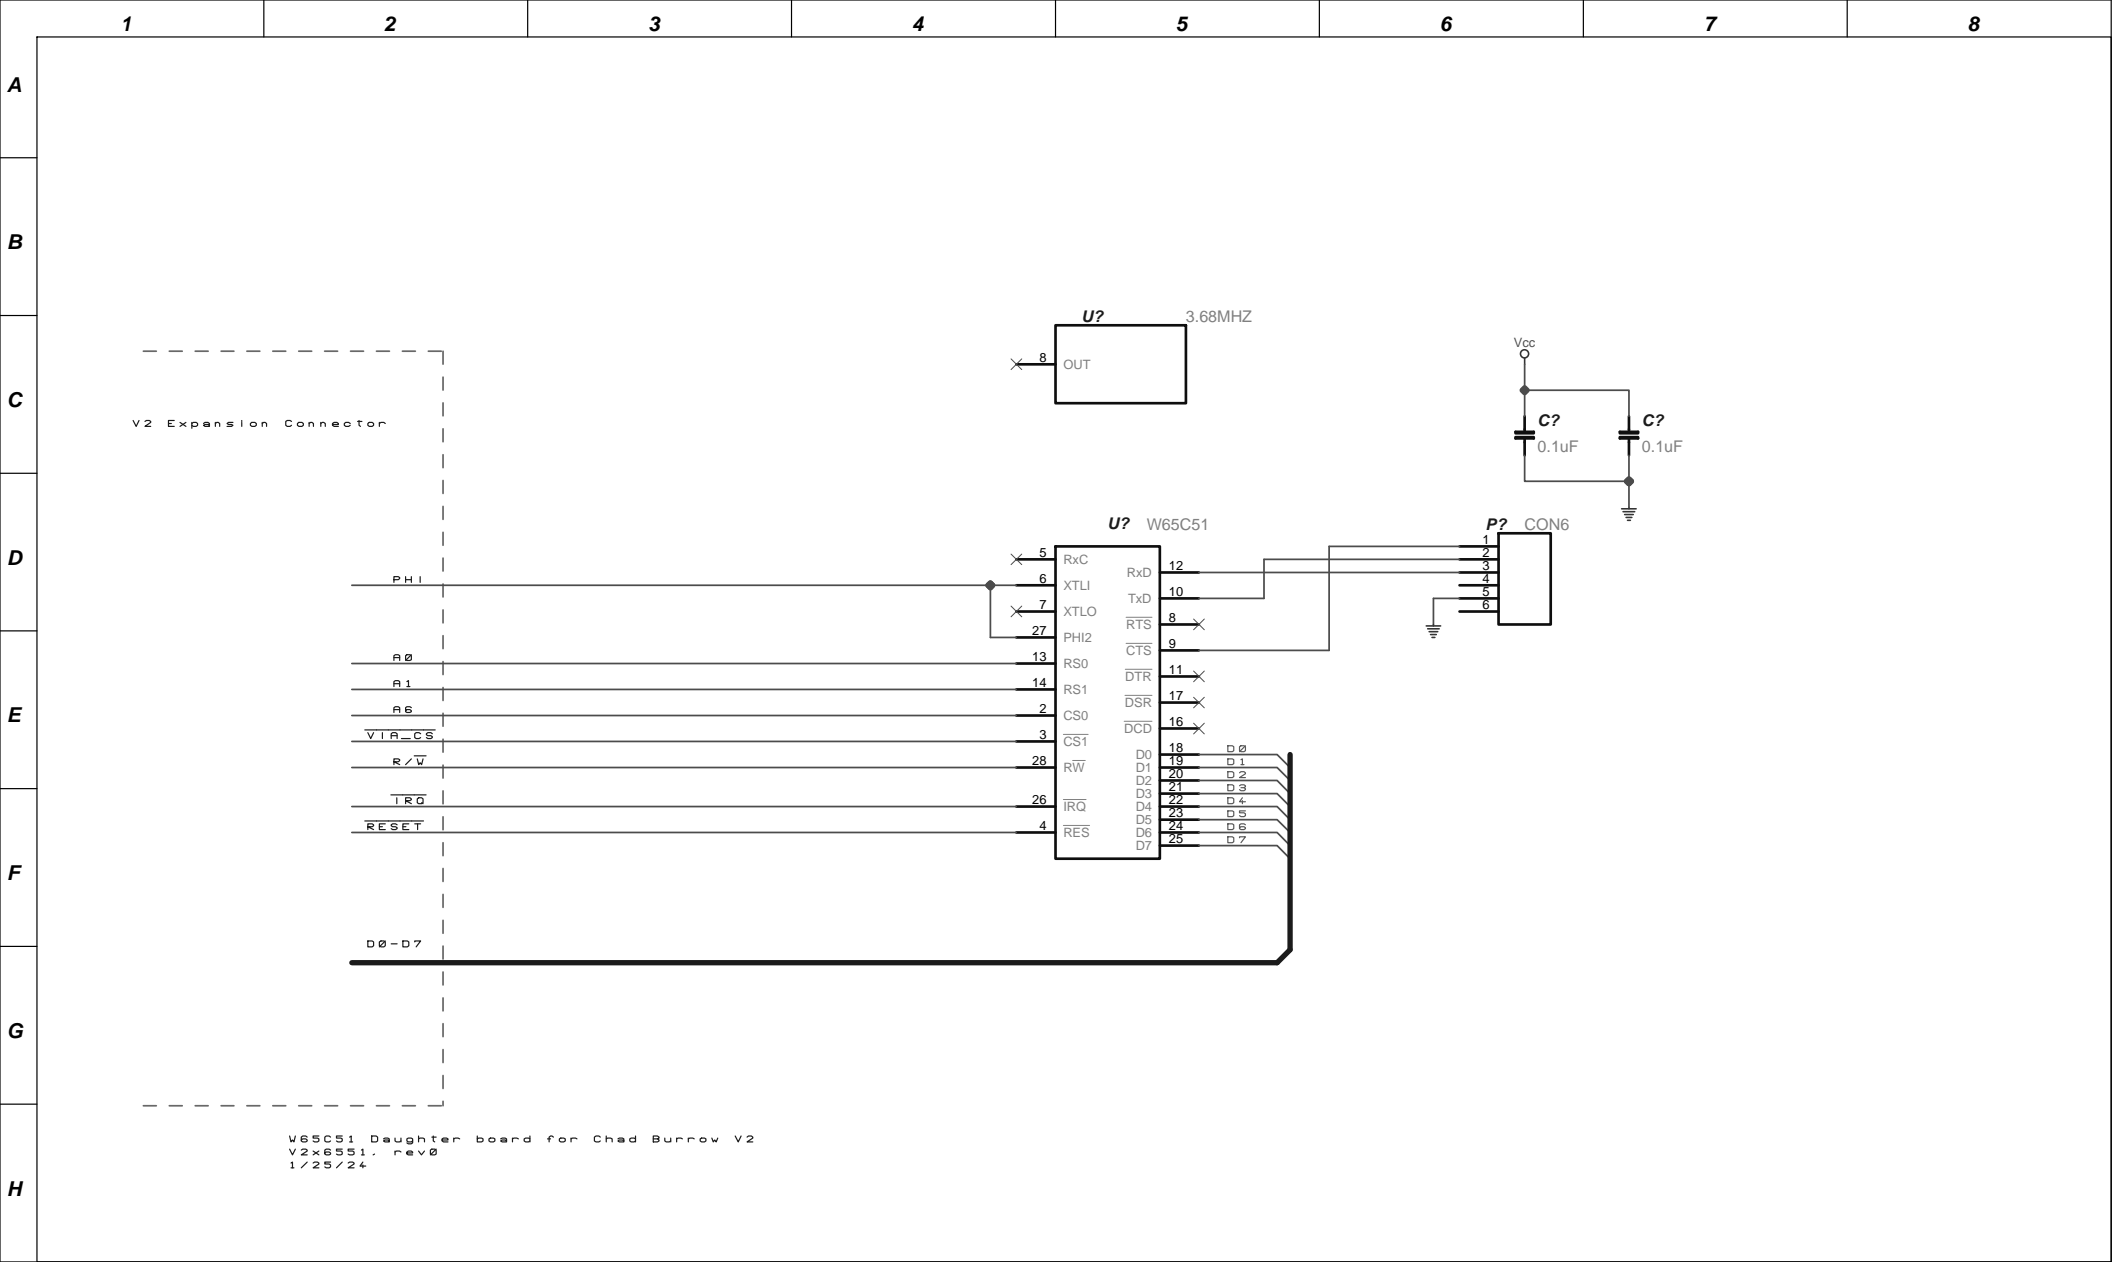 1 2 3 4 5 6 7 8
A
B
C
D
E
F
G
H
U? 3.68MHZ
8 OUT
Vcc
C? C?
0.1uF 0.1uF
V2 Expansion Connector
U? W65C51
P? CON6
1
2
3
4
5
6
5 RxC
6 XTLI
7 XTLO
27 PHI2
13 RS0
14 RS1
2 CS0
3 CS1
28 RW
26 IRQ
4 RES
RxD 12
TxD 10
RTS 8
CTS 9
DTR 11
DSR 17
DCD 16
D0 18 D0
D1 19 D1
D2 20 D2
D3 21 D3
D4 22 D4
D5 23 D5
D6 24 D6
D7 25 D7
PHI
A0
A1
A6
VIA_CS
R/W
IRQ
RESET
D0-D7
W65C51 Daughter board for Chad Burrow V2
V2x6551, rev0
1/25/24